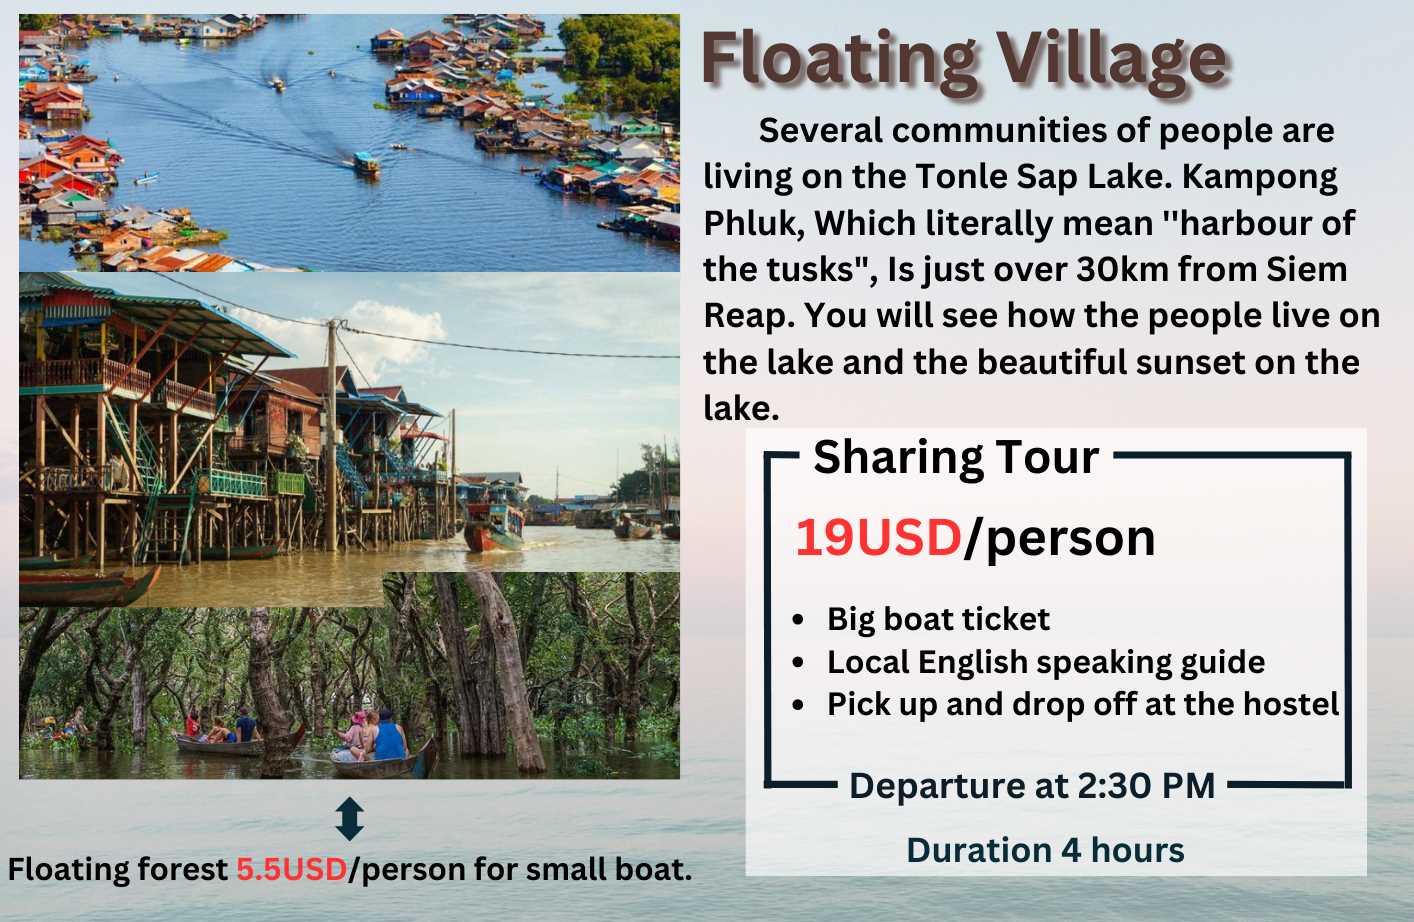 Floating Village
Several communities of people are
living on the Tonle Sap Lake. Kampong
Phluk, Which literally mean ''harbour of
the tusks", Is just over 30km from Siem
Reap. You will see how the people live on
the lake and the beautiful sunset on the
lake.
Sharing Tour
19USD/person
• Big boat ticket
• Local English speaking guide
• Pick up and drop off at the hostel
Departure at 2:30 PM
Duration 4 hours
Floating forest 5.5USD/person for small boat.